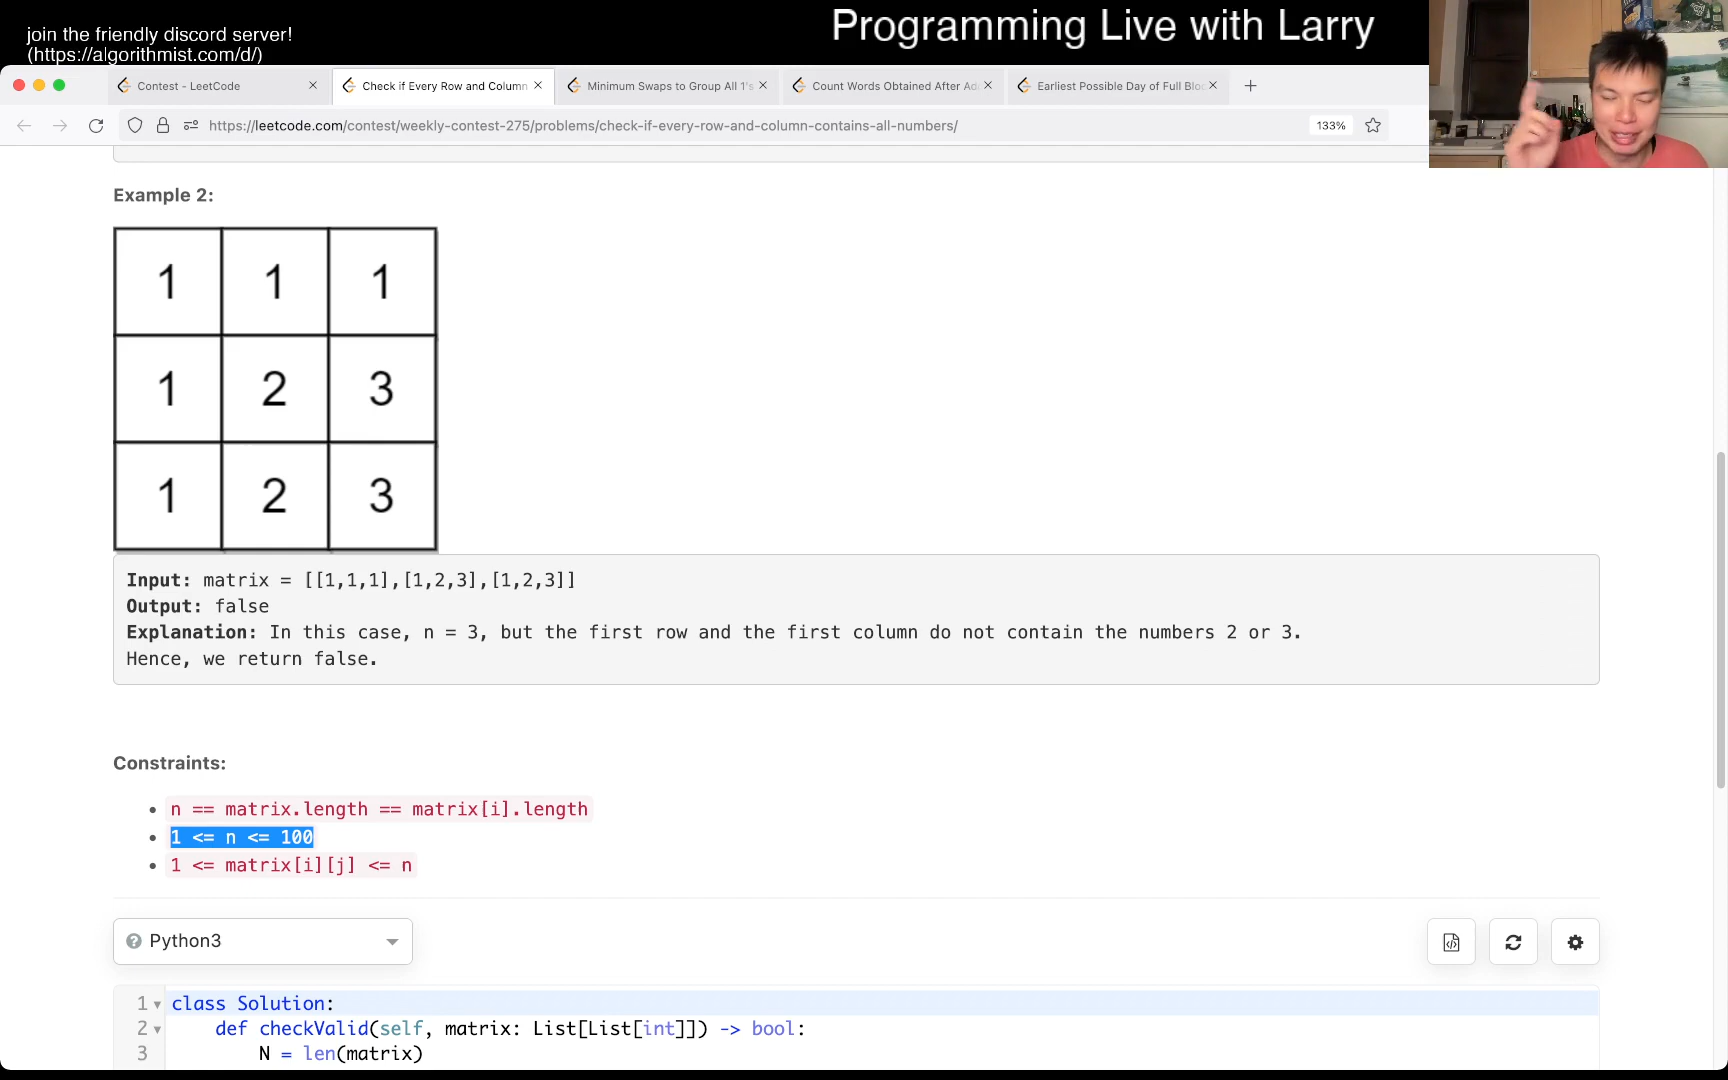 join the friendly discord server!
(https://algorithmist.com/d/)
Programming Live with Larry
Contest - LeetCode
Check if Every Row and Column
Minimum Swaps to Group All 1's
Count Words Obtained After Ad
Earliest Possible Day of Full Bloo
https://leetcode.com/contest/weekly-contest-275/problems/check-if-every-row-and-column-contains-all-numbers/
133%
Example 2:
1 1 1
1 2 3
1 2 3
Input: matrix = [[1,1,1],[1,2,3],[1,2,3]]
Output: false
Explanation: In this case, n = 3, but the first row and the first column do not contain the numbers 2 or 3.
Hence, we return false.
Constraints:
n == matrix.length == matrix[i].length
1 <= n <= 100
1 <= matrix[i][j] <= n
Python3
1 class Solution:
2 def checkValid(self, matrix: List[List[int]]) -> bool:
3 N = len(matrix)